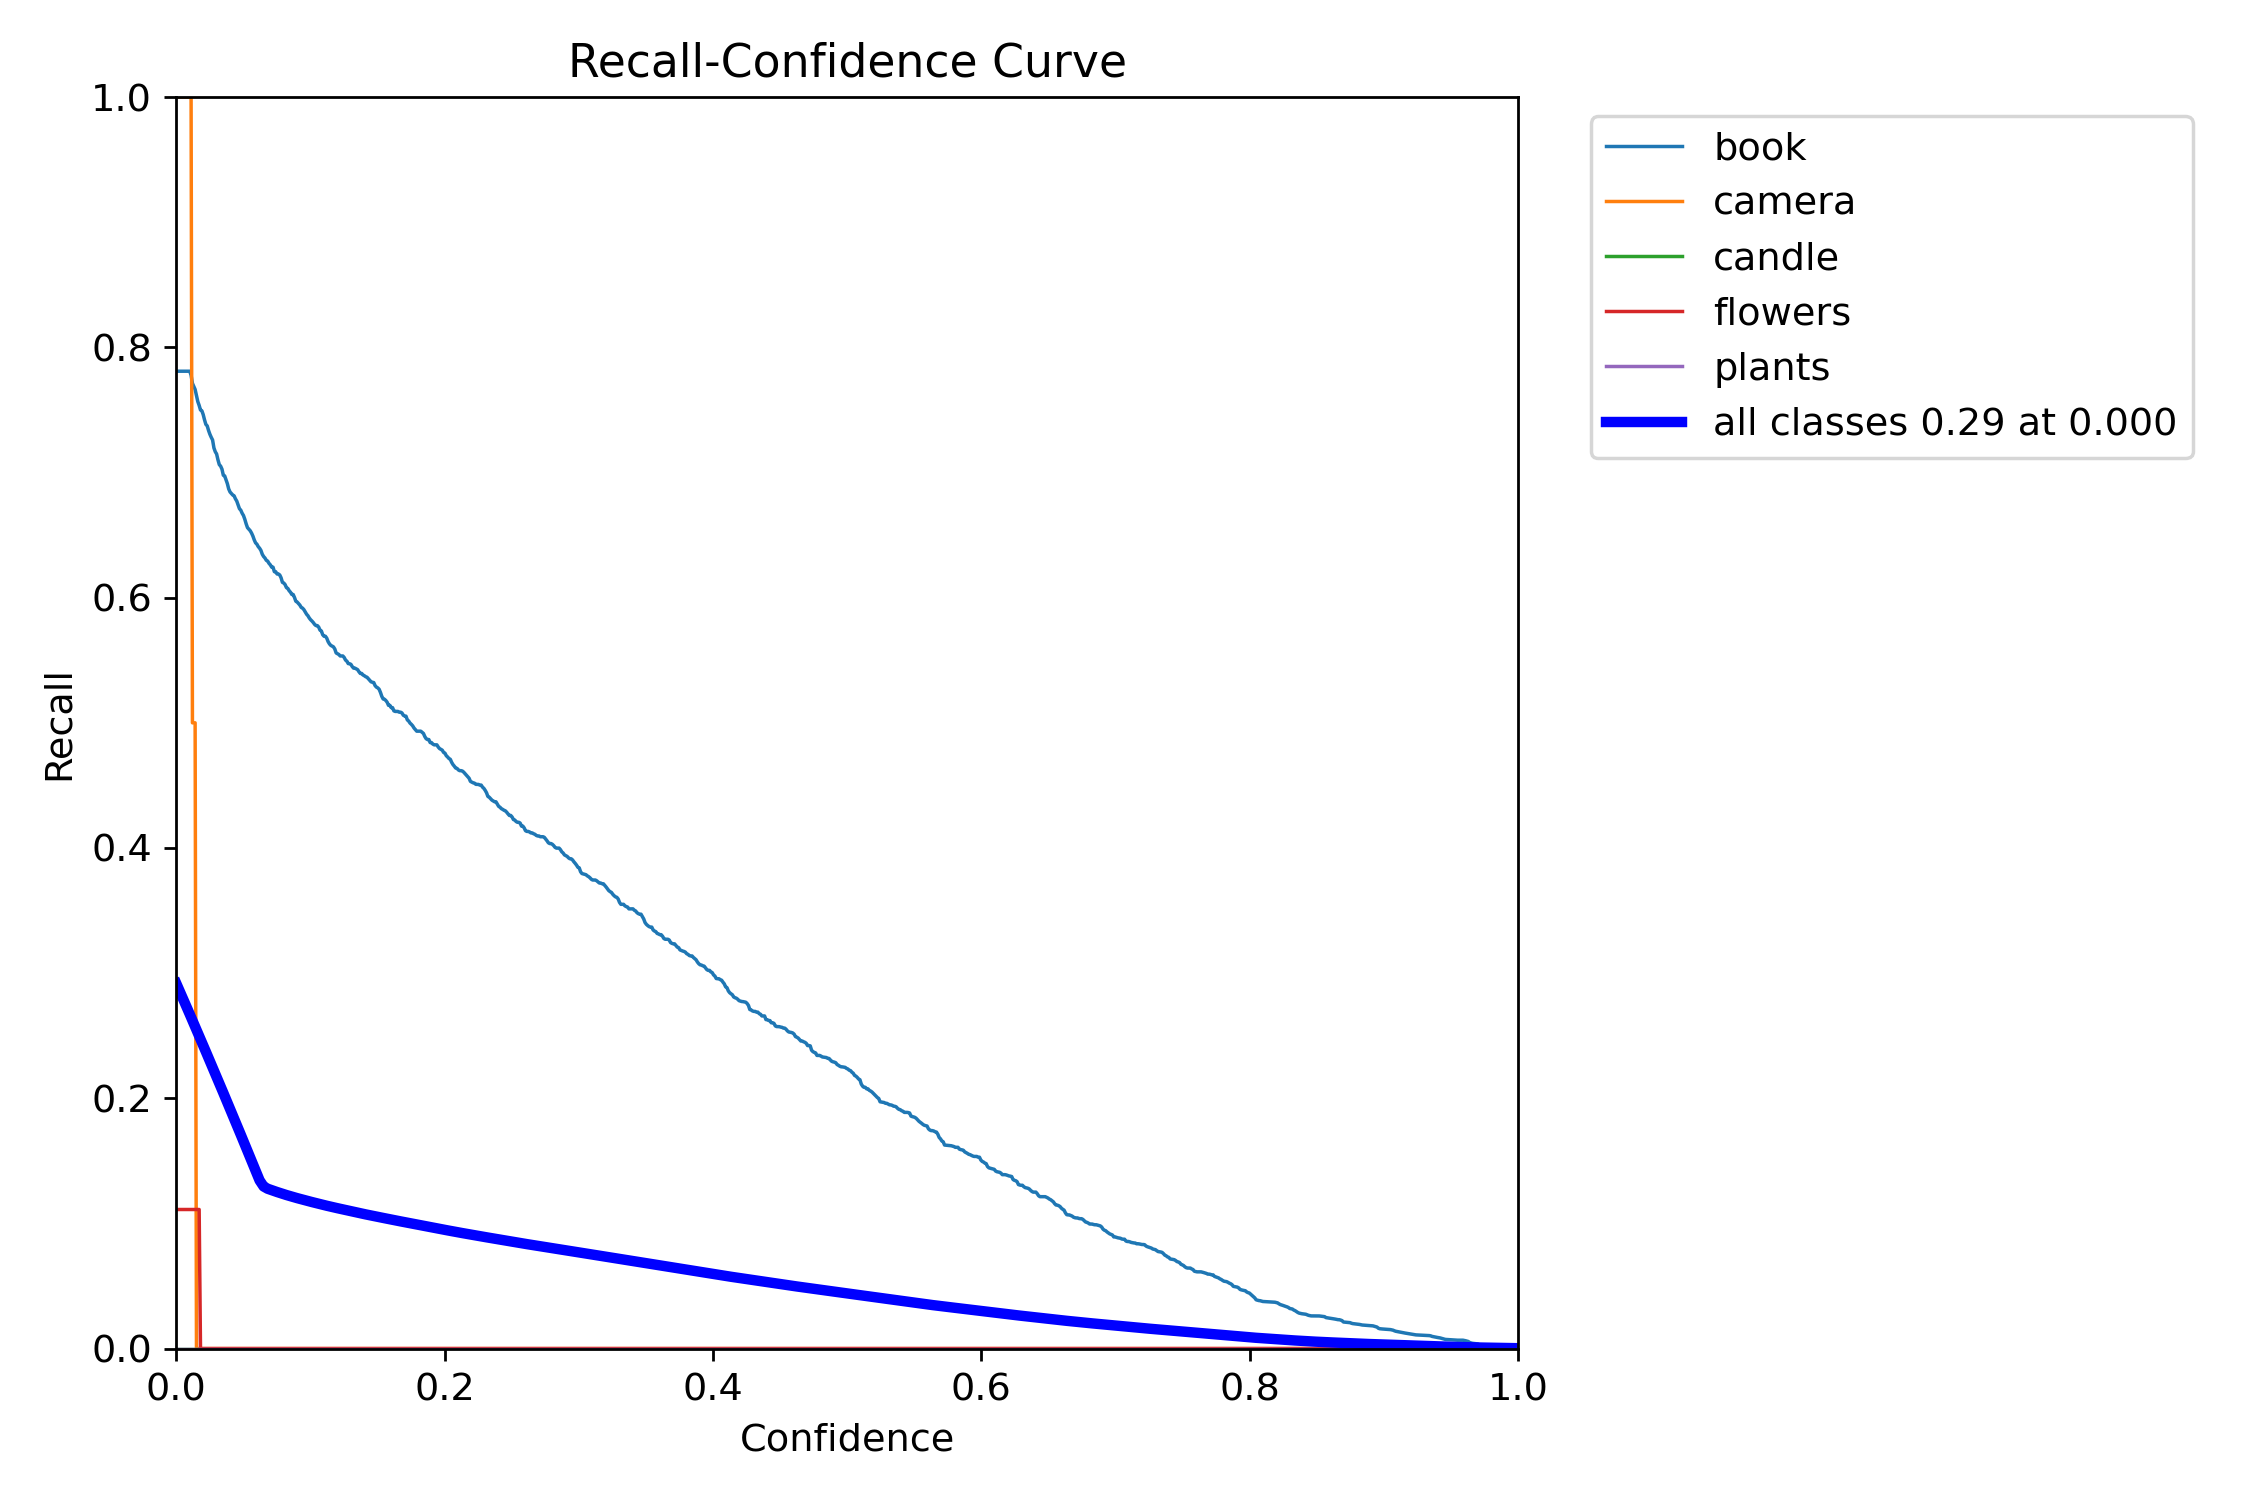 Recall-Confidence Curve
1.0
0.8
0.6
0.4
0.2
0.0
Recall
0.0 0.2 0.4 0.6 0.8 1.0
Confidence
book
camera
candle
flowers
plants
all classes 0.29 at 0.000